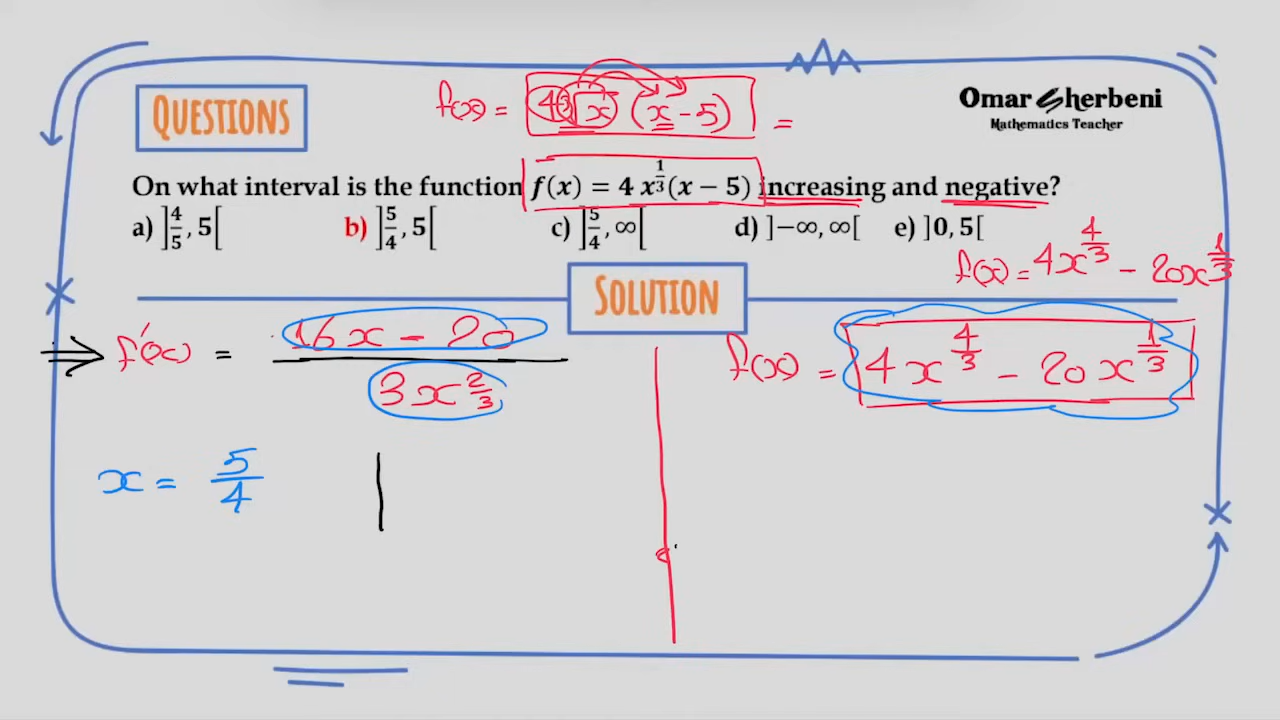 QUESTIONS
f(x) = 4∛x (x - 5) =
Omar Sherbeni
Mathematics Teacher
On what interval is the function f(x) = 4 x^{1/3}(x − 5) increasing and negative?
a) ]4/5, 5[ b) ]5/4, 5[ c) ]5/4, ∞[ d) ]−∞, ∞[ e) ]0, 5[
f(x) = 4x^{4/3} - 20x^{1/3}
SOLUTION
⇒ f'(x) = (16x - 20)/(3x^{2/3})
f(x) = 4x^{4/3} - 20x^{1/3}
x = 5/4